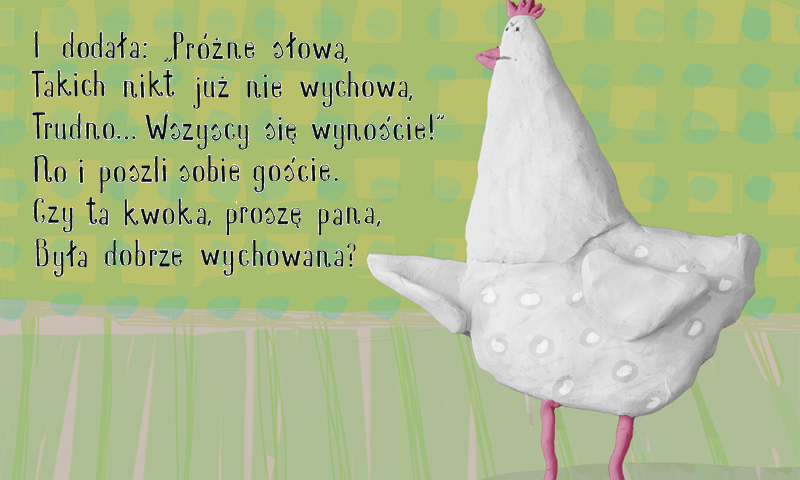 I dodała: „Próżne słowa,
Takich nikt już nie wychowa,
Trudno... Wszyscy się wynoście!"
No i poszli sobie goście.
Czy ta kwoka, proszę pana,
Była dobrze wychowana?